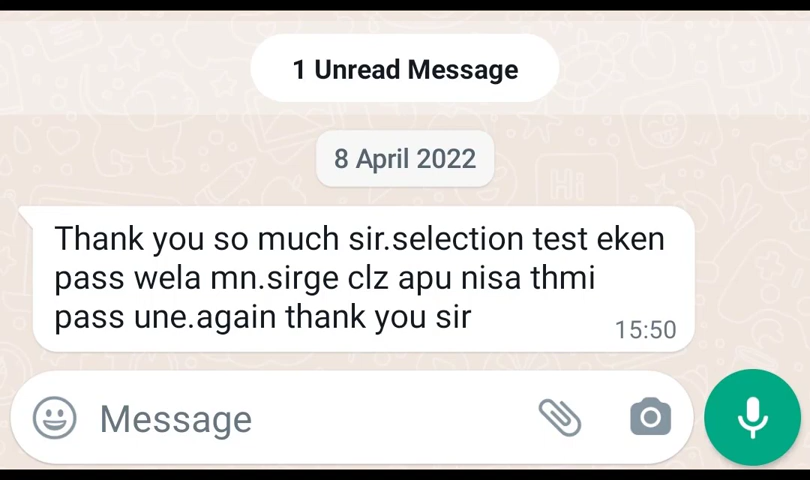 1 Unread Message
8 April 2022
Thank you so much sir.selection test eken
pass wela mn.sirge clz apu nisa thmi
pass une.again thank you sir
15:50
Message